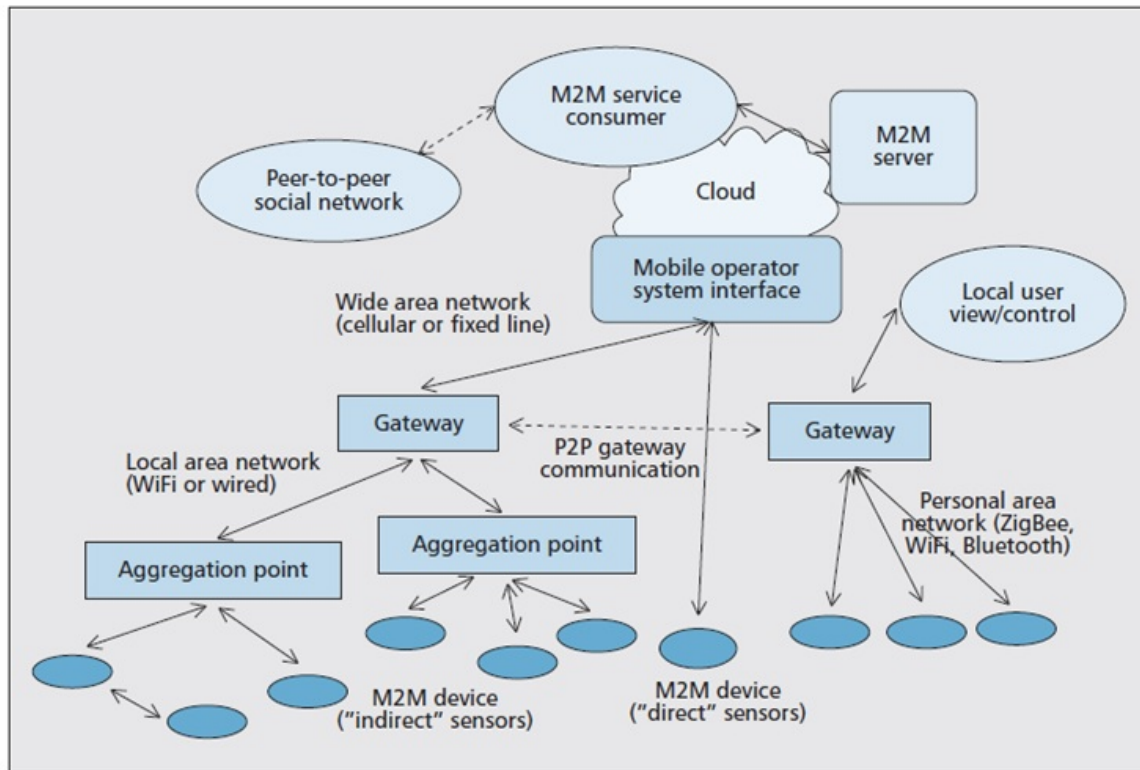 M2M service
consumer
M2M
server
Peer-to-peer
social network
Cloud
Mobile operator
system interface
Wide area network
(cellular or fixed line)
Local user
view/control
Gateway
Gateway
P2P gateway
communication
Local area network
(WiFi or wired)
Personal area
network (ZigBee,
WiFi, Bluetooth)
Aggregation point
Aggregation point
M2M device
("indirect" sensors)
M2M device
("direct" sensors)